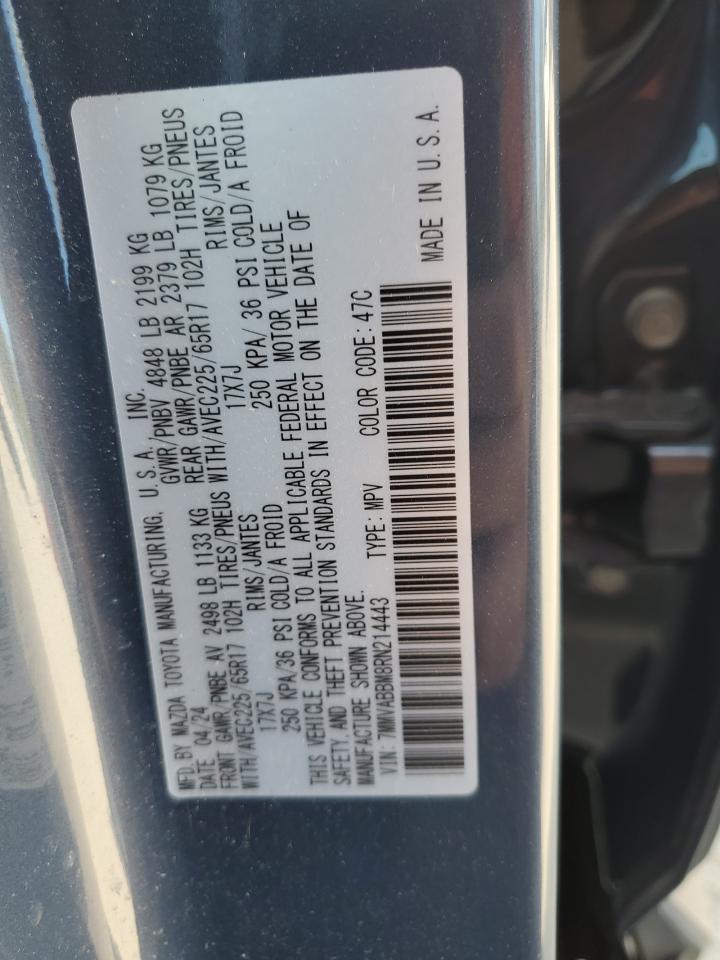 MFD. BY MAZDA TOYOTA MANUFACTURING, U.S.A. INC.
DATE 04/24 GVWR/PNBV 4848 LB 2199 KG
FRONT GAWR/PNBE AV 2498 LB 1133 KG REAR GAWR/PNBE AR 2379 LB 1079 KG
WITH/AVEC225/65R17 102H TIRES/PNEUS WITH/AVEC225/65R17 102H TIRES/PNEUS
17X7J RIMS/JANTES 17X7J RIMS/JANTES
250 KPA/36 PSI COLD/A FROID 250 KPA/ 36 PSI COLD/A FROID
THIS VEHICLE CONFORMS TO ALL APPLICABLE FEDERAL MOTOR VEHICLE
SAFETY AND THEFT PREVENTION STANDARDS IN EFFECT ON THE DATE OF
MANUFACTURE SHOWN ABOVE.
VIN: 7MMVABBM8RN214443 TYPE: MPV COLOR CODE: 47C
MADE IN U.S.A.